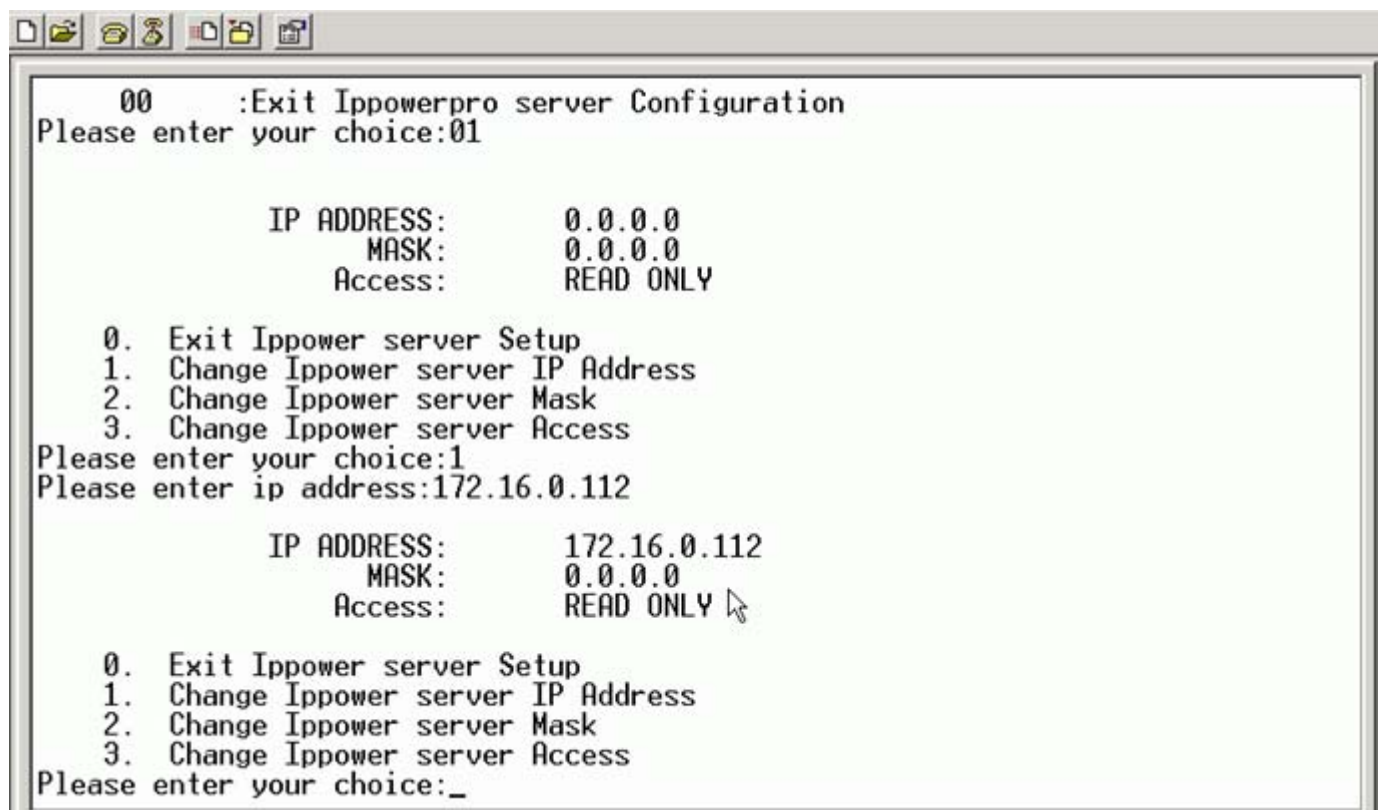 00 :Exit Ippowerpro server Configuration
Please enter your choice:01
IP ADDRESS: 0.0.0.0
MASK: 0.0.0.0
Access: READ ONLY
0. Exit Ippower server Setup
1. Change Ippower server IP Address
2. Change Ippower server Mask
3. Change Ippower server Access
Please enter your choice:1
Please enter ip address:172.16.0.112
IP ADDRESS: 172.16.0.112
MASK: 0.0.0.0
Access: READ ONLY
0. Exit Ippower server Setup
1. Change Ippower server IP Address
2. Change Ippower server Mask
3. Change Ippower server Access
Please enter your choice:_